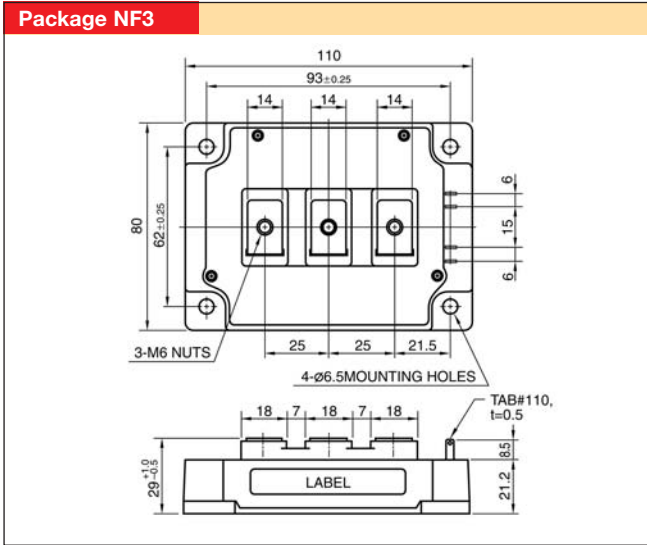 Package NF3
110
93±0.25
14 14 14
80
62±0.25
6
15
6
3-M6 NUTS
25 25 21.5
4-ø6.5MOUNTING HOLES
TAB#110,
t=0.5
18 7 18 7 18
29 +1.0 -0.5
LABEL
8.5
21.2